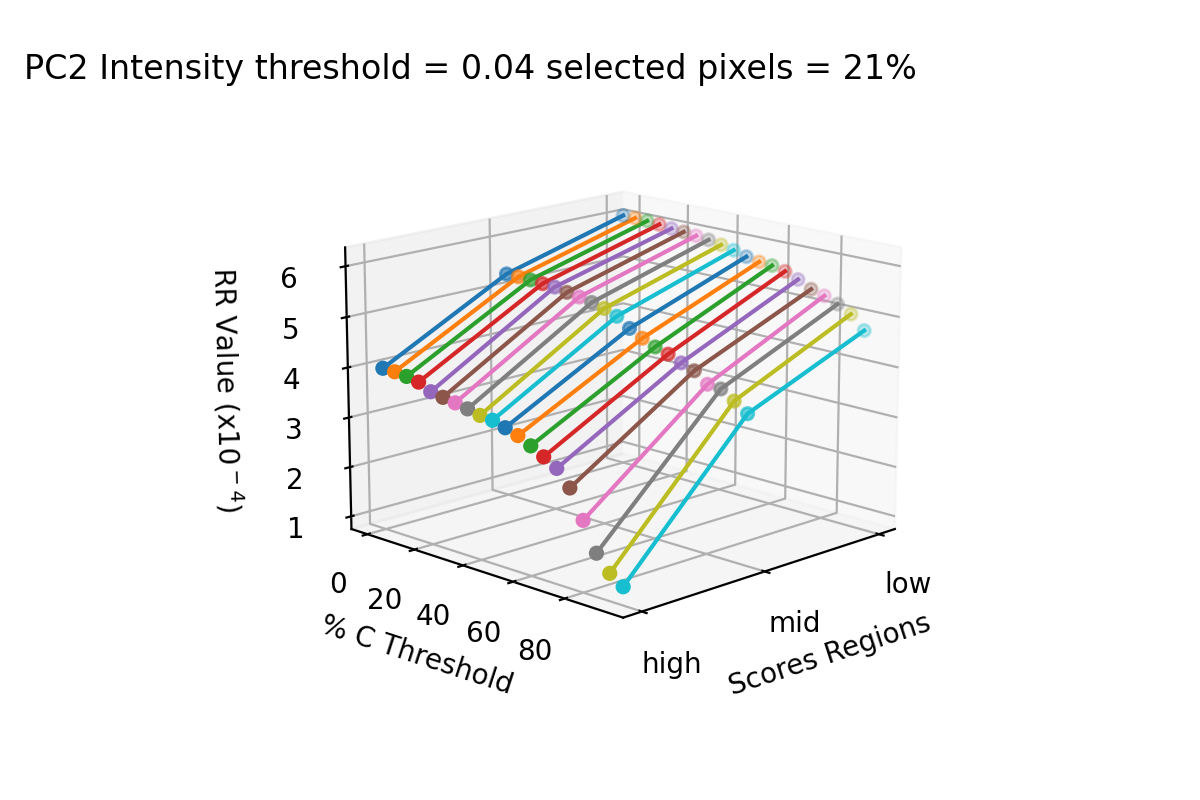 PC2 Intensity threshold = 0.04 selected pixels = 21%
RR Value (x10⁻⁴)
6
5
4
3
2
1
0
20
40
60
80
% C Threshold
high
mid
low
Scores Regions